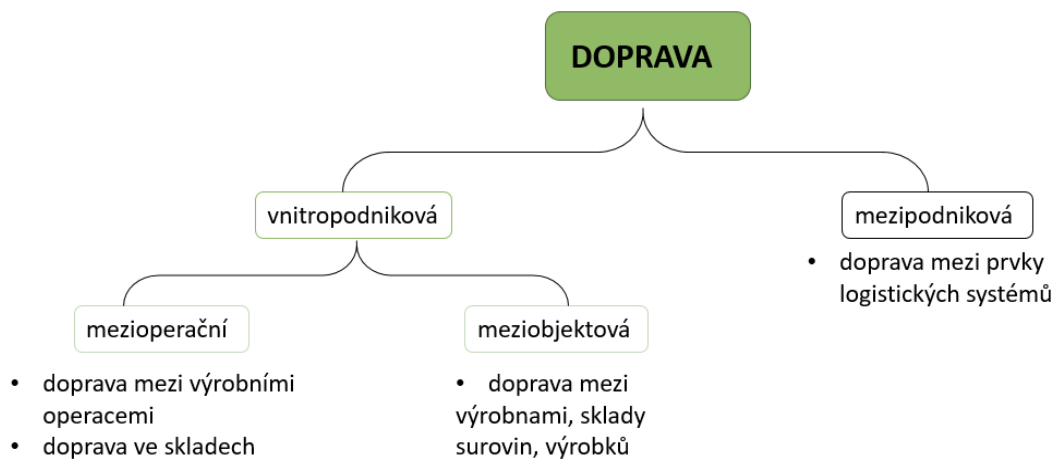 DOPRAVA
vnitropodniková
mezipodniková
• doprava mezi prvky
logistických systémů
mezioperační
meziobjektová
• doprava mezi výrobními
operacemi
• doprava ve skladech
• doprava mezi
výrobnami, sklady
surovin, výrobků